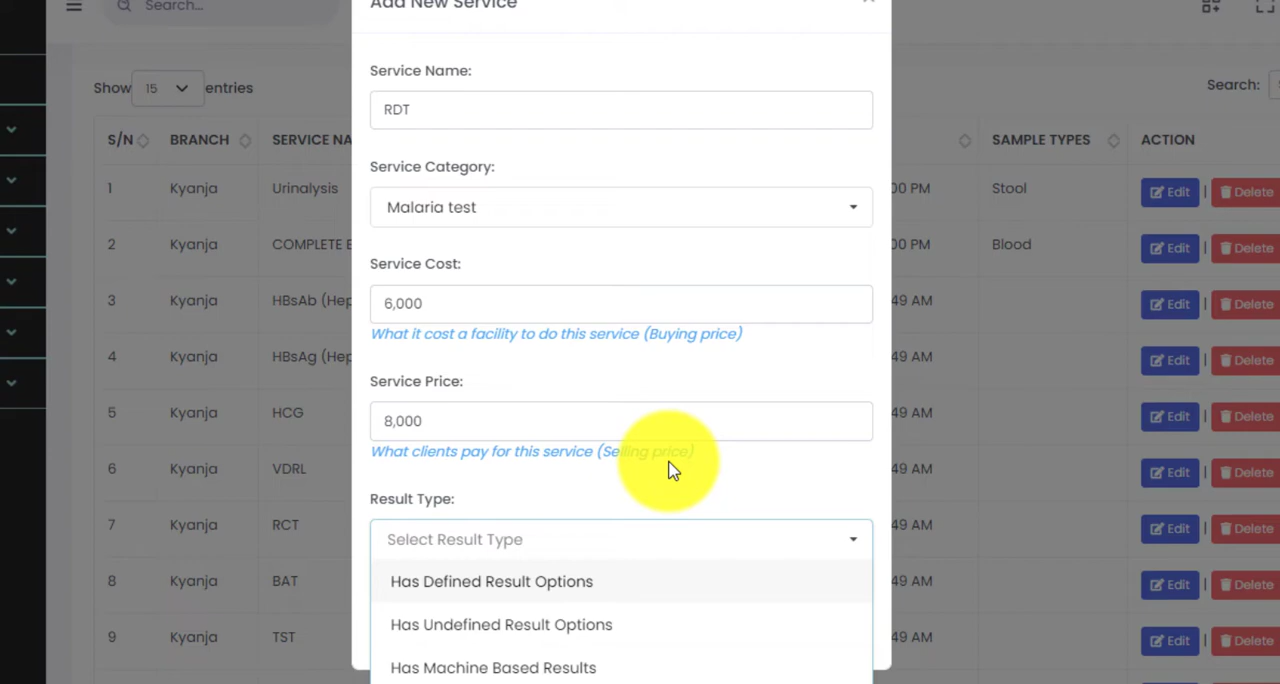 Add New Service
Search...
Show 15 entries
Search:
S/N BRANCH SERVICE NA SAMPLE TYPES ACTION
Service Name:
RDT
Service Category:
Malaria test
Service Cost:
6,000
What it cost a facility to do this service (Buying price)
Service Price:
8,000
What clients pay for this service (Selling price)
Result Type:
Select Result Type
Has Defined Result Options
Has Undefined Result Options
Has Machine Based Results
1 Kyanja Urinalysis 00 PM Stool Edit | Delete
2 Kyanja COMPLETE B 00 PM Blood Edit | Delete
3 Kyanja HBsAb (Hep 49 AM Edit | Delete
4 Kyanja HBsAg (Hep 49 AM Edit | Delete
5 Kyanja HCG 49 AM Edit | Delete
6 Kyanja VDRL 49 AM Edit | Delete
7 Kyanja RCT 49 AM Edit | Delete
8 Kyanja BAT 49 AM Edit | Delete
9 Kyanja TST 49 AM Edit | Delete